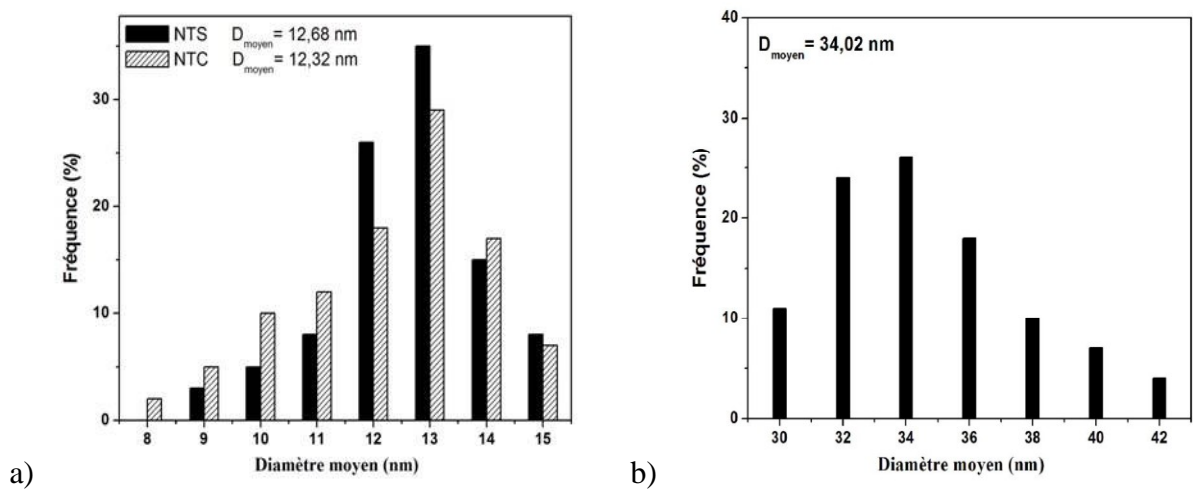 NTS D_moyen = 12,68 nm
NTC D_moyen = 12,32 nm
Fréquence (%)
30
20
10
0
8 9 10 11 12 13 14 15
Diamètre moyen (nm)
a)
D_moyen = 34,02 nm
Fréquence (%)
40
30
20
10
0
30 32 34 36 38 40 42
Diamètre moyen (nm)
b)